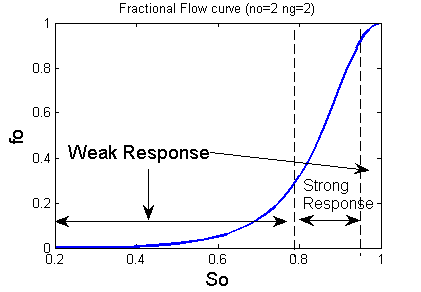 Fractional Flow curve (no=2 ng=2)
1
0.8
0.6
0.4
0.2
0
fo
Weak Response
Strong
Response
0.2
0.4
0.6
0.8
1
So